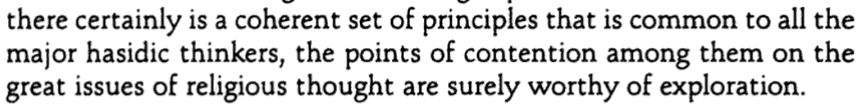 there certainly is a coherent set of principles that is common to all the
major hasidic thinkers, the points of contention among them on the
great issues of religious thought are surely worthy of exploration.